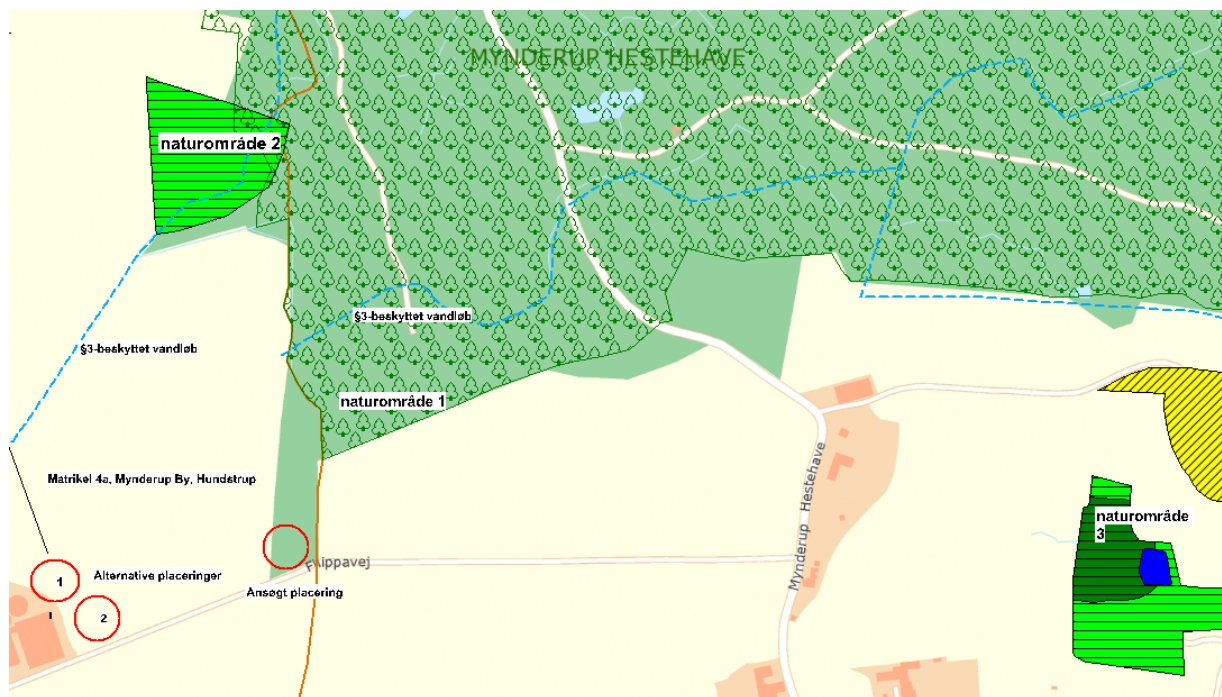 MYNDERUP HESTEHAVE
naturområde 2
§3-beskyttet vandløb
§3-beskyttet vandløb
naturområde 1
Matrikel 4a, Mynderup By, Hundstrup
Mynderup Hestehave
naturområde
3
Flippavej
1
Alternative placeringer
Ansøgt placering
2